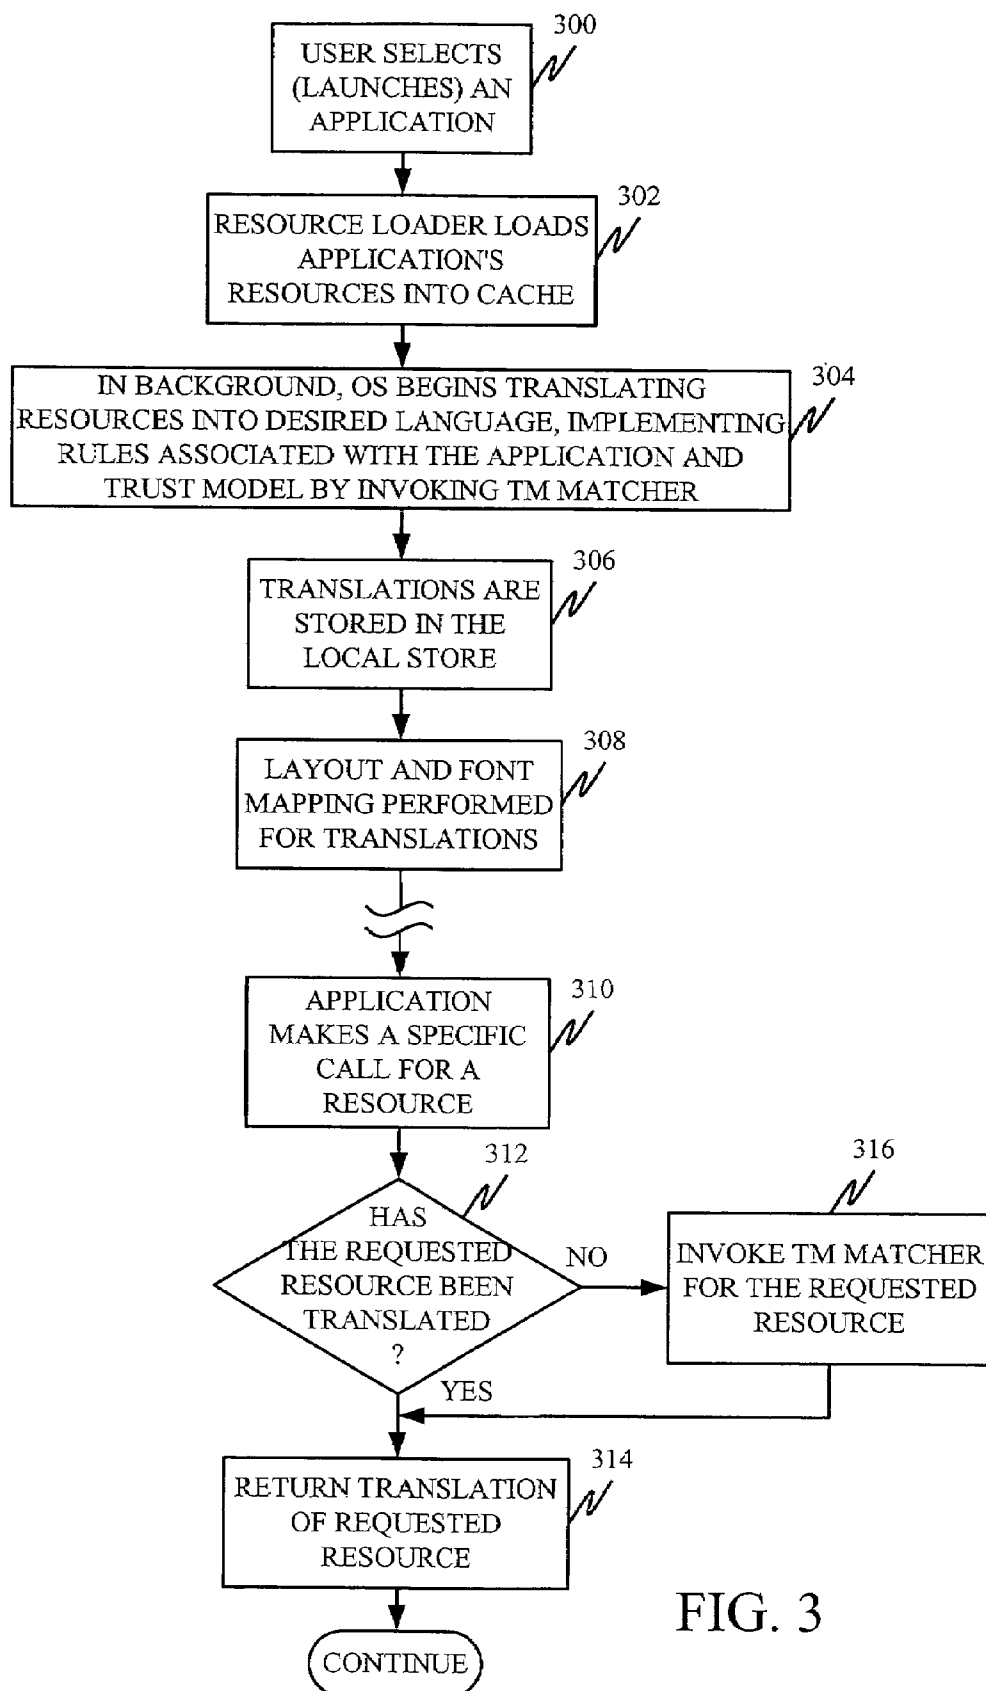 300
USER SELECTS
(LAUNCHES) AN
APPLICATION
302
RESOURCE LOADER LOADS
APPLICATION'S
RESOURCES INTO CACHE
304
IN BACKGROUND, OS BEGINS TRANSLATING
RESOURCES INTO DESIRED LANGUAGE, IMPLEMENTING
RULES ASSOCIATED WITH THE APPLICATION AND
TRUST MODEL BY INVOKING TM MATCHER
306
TRANSLATIONS ARE
STORED IN THE
LOCAL STORE
308
LAYOUT AND FONT
MAPPING PERFORMED
FOR TRANSLATIONS
310
APPLICATION
MAKES A SPECIFIC
CALL FOR A
RESOURCE
312
HAS
THE REQUESTED
RESOURCE BEEN
TRANSLATED
?
NO
316
INVOKE TM MATCHER
FOR THE REQUESTED
RESOURCE
YES
314
RETURN TRANSLATION
OF REQUESTED
RESOURCE
CONTINUE
FIG. 3